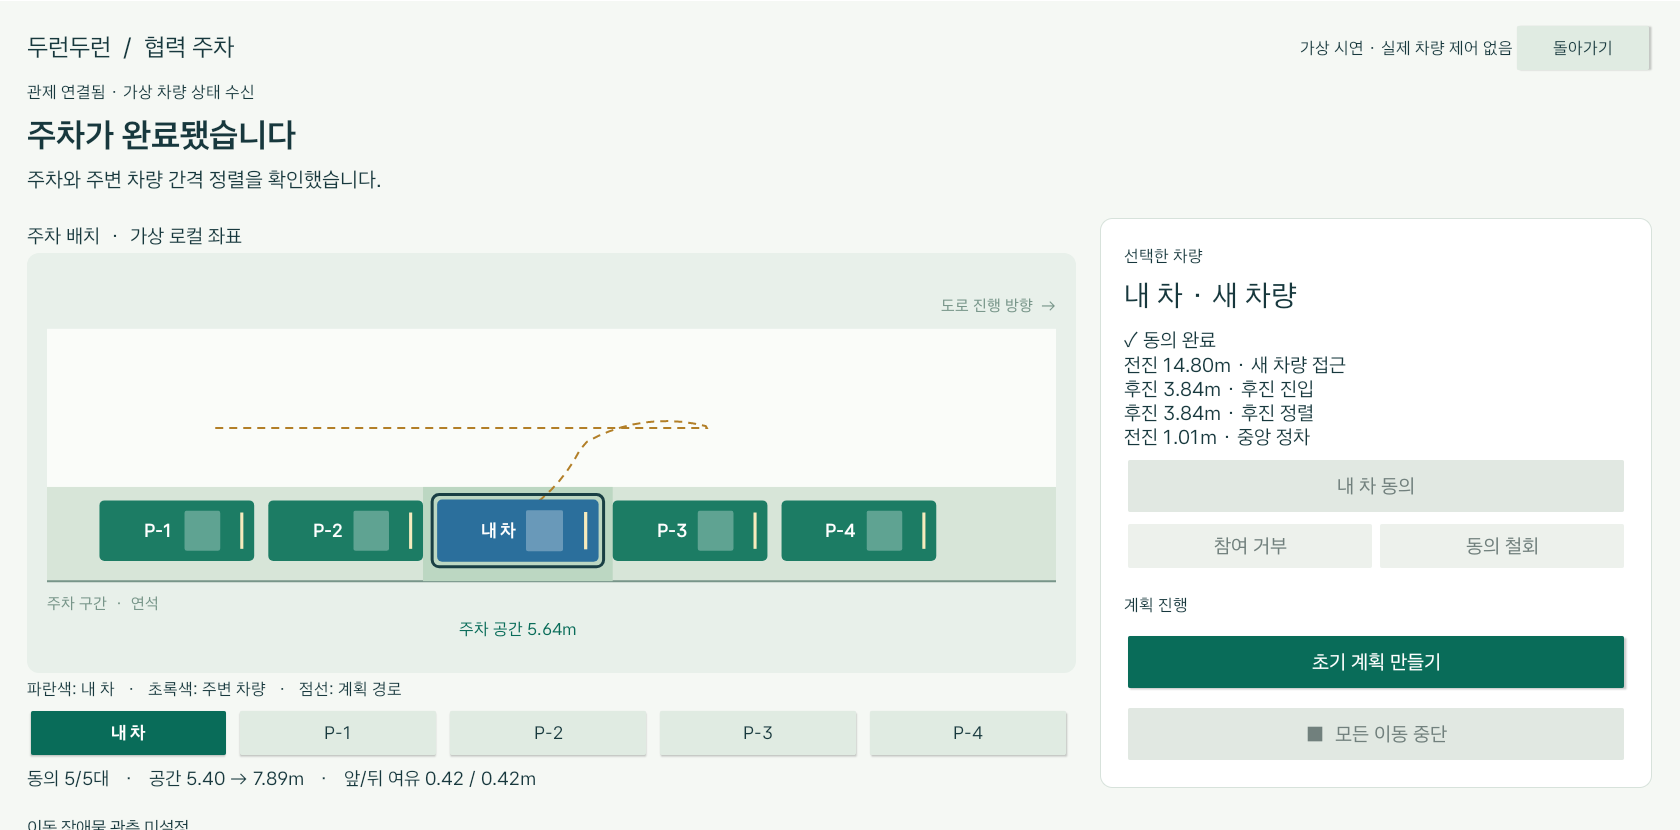 두런두런 / 협력 주차
가상 시연 · 실제 차량 제어 없음
돌아가기
관제 연결됨 · 가상 차량 상태 수신
주차가 완료됐습니다
주차와 주변 차량 간격 정렬을 확인했습니다.
주차 배치 · 가상 로컬 좌표
도로 진행 방향 →
P-1
P-2
내 차
P-3
P-4
주차 구간 · 연석
주차 공간 5.64m
파란색: 내 차 · 초록색: 주변 차량 · 점선: 계획 경로
내 차
P-1
P-2
P-3
P-4
동의 5/5대 · 공간 5.40 → 7.89m · 앞/뒤 여유 0.42 / 0.42m
이동 장애물 관측 미설정
선택한 차량
내 차 · 새 차량
✓ 동의 완료
전진 14.80m · 새 차량 접근
후진 3.84m · 후진 진입
후진 3.84m · 후진 정렬
전진 1.01m · 중앙 정차
내 차 동의
참여 거부
동의 철회
계획 진행
초기 계획 만들기
■ 모든 이동 중단